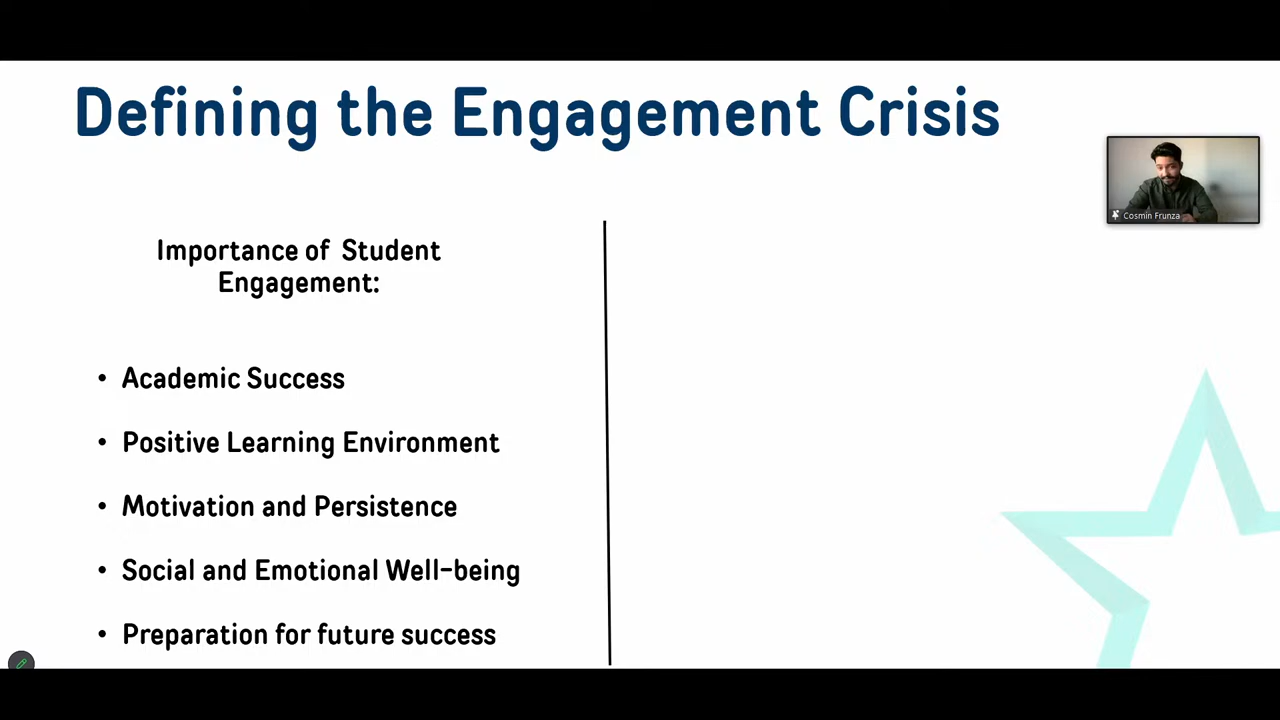 Defining the Engagement Crisis
Cosmin Frunza
Importance of Student
Engagement:
• Academic Success
• Positive Learning Environment
• Motivation and Persistence
• Social and Emotional Well-being
• Preparation for future success